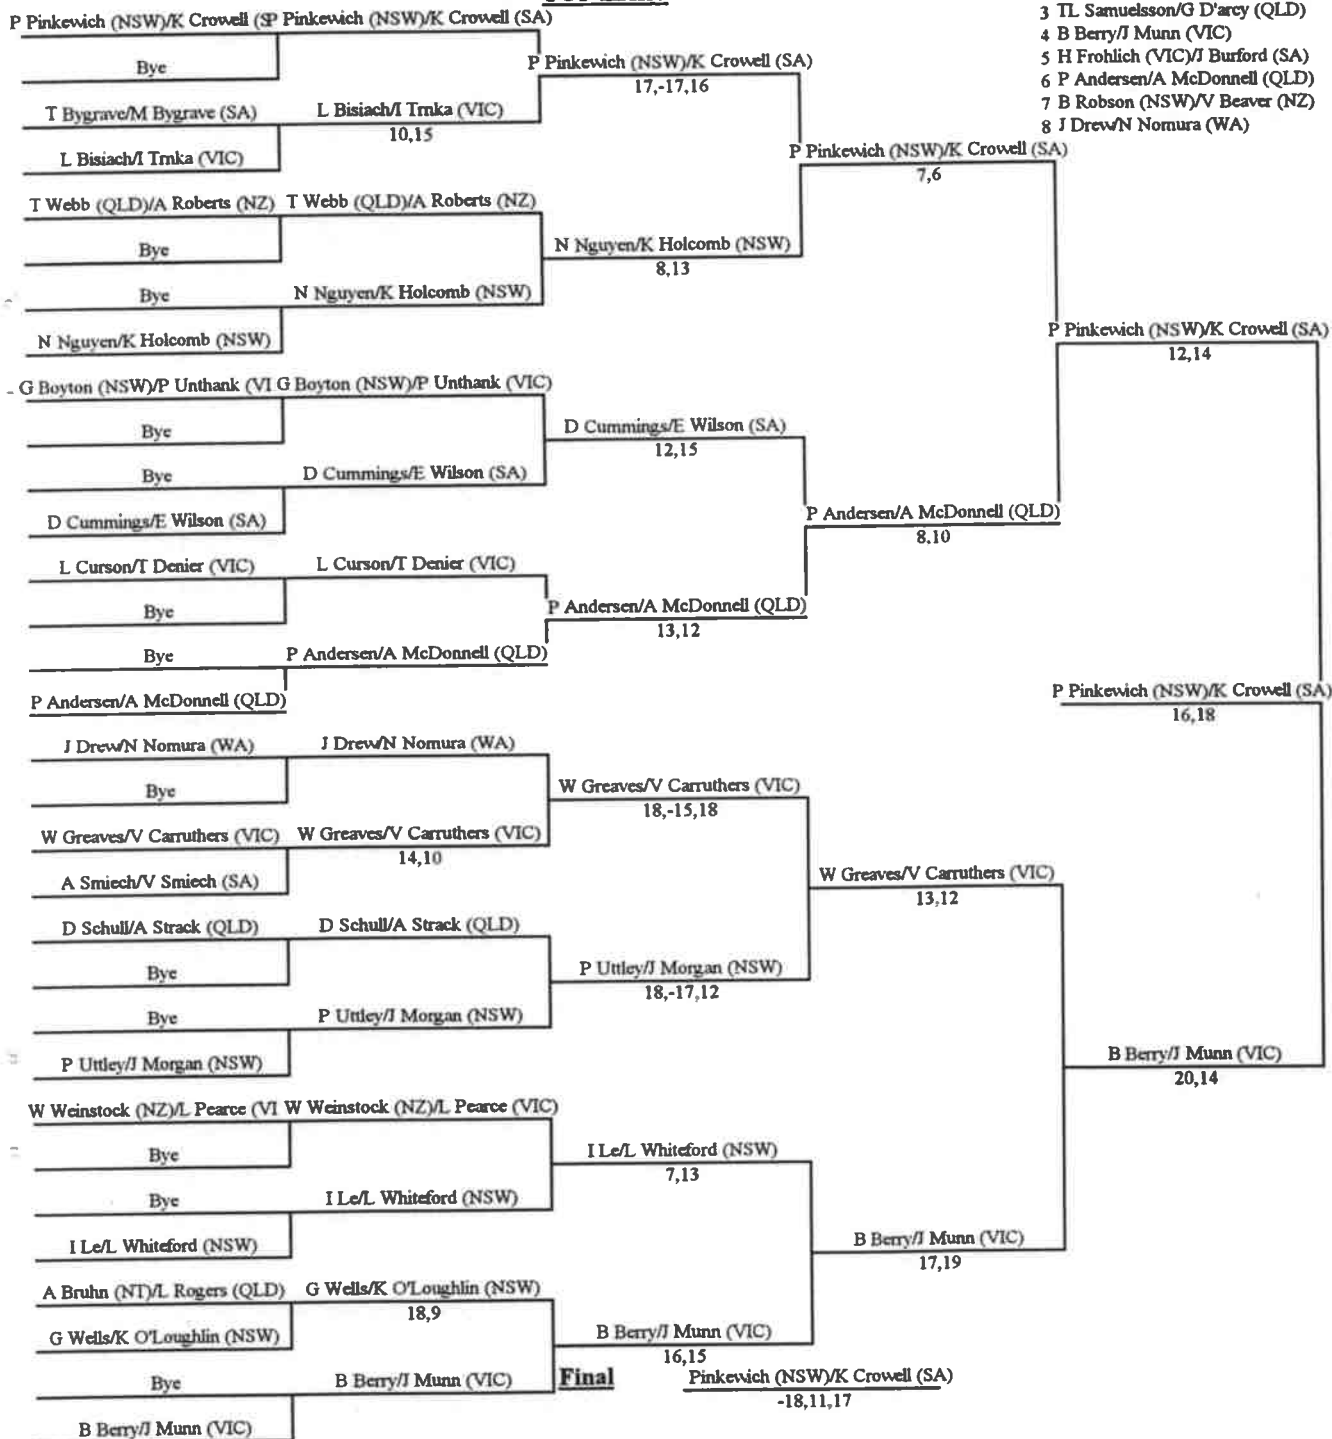 3 TL Samuelsson/G D'arcy (QLD)
4 B Berry/J Munn (VIC)
5 H Frohlich (VIC)/J Burford (SA)
6 P Andersen/A McDonnell (QLD)
7 B Robson (NSW)/V Beaver (NZ)
8 J Drew/N Nomura (WA)
P Pinkewich (NSW)/K Crowell (S
P Pinkewich (NSW)/K Crowell (SA)
Bye
P Pinkewich (NSW)/K Crowell (SA)
17,-17,16
T Bygrave/M Bygrave (SA)
L Bisiach/I Trnka (VIC)
10,15
L Bisiach/I Trnka (VIC)
P Pinkewich (NSW)/K Crowell (SA)
7,6
T Webb (QLD)/A Roberts (NZ)
T Webb (QLD)/A Roberts (NZ)
Bye
N Nguyen/K Holcomb (NSW)
8,13
Bye
N Nguyen/K Holcomb (NSW)
N Nguyen/K Holcomb (NSW)
P Pinkewich (NSW)/K Crowell (SA)
12,14
G Boyton (NSW)/P Unthank (VI
G Boyton (NSW)/P Unthank (VIC)
Bye
D Cummings/E Wilson (SA)
12,15
Bye
D Cummings/E Wilson (SA)
D Cummings/E Wilson (SA)
P Andersen/A McDonnell (QLD)
8,10
L Curson/T Denier (VIC)
L Curson/T Denier (VIC)
Bye
P Andersen/A McDonnell (QLD)
13,12
Bye
P Andersen/A McDonnell (QLD)
P Andersen/A McDonnell (QLD)
P Pinkewich (NSW)/K Crowell (SA)
16,18
J Drew/N Nomura (WA)
J Drew/N Nomura (WA)
Bye
W Greaves/V Carruthers (VIC)
18,-15,18
W Greaves/V Carruthers (VIC)
W Greaves/V Carruthers (VIC)
14,10
A Smiech/V Smiech (SA)
W Greaves/V Carruthers (VIC)
13,12
D Schull/A Strack (QLD)
D Schull/A Strack (QLD)
Bye
P Uttley/J Morgan (NSW)
18,-17,12
Bye
P Uttley/J Morgan (NSW)
P Uttley/J Morgan (NSW)
B Berry/J Munn (VIC)
20,14
W Weinstock (NZ)/L Pearce (VI
W Weinstock (NZ)/L Pearce (VIC)
Bye
I Le/L Whiteford (NSW)
7,13
Bye
I Le/L Whiteford (NSW)
I Le/L Whiteford (NSW)
B Berry/J Munn (VIC)
17,19
A Bruhn (NT)/L Rogers (QLD)
G Wells/K O'Loughlin (NSW)
18,9
G Wells/K O'Loughlin (NSW)
B Berry/J Munn (VIC)
16,15
Bye
B Berry/J Munn (VIC)
B Berry/J Munn (VIC)
Final
Pinkewich (NSW)/K Crowell (SA)
-18,11,17